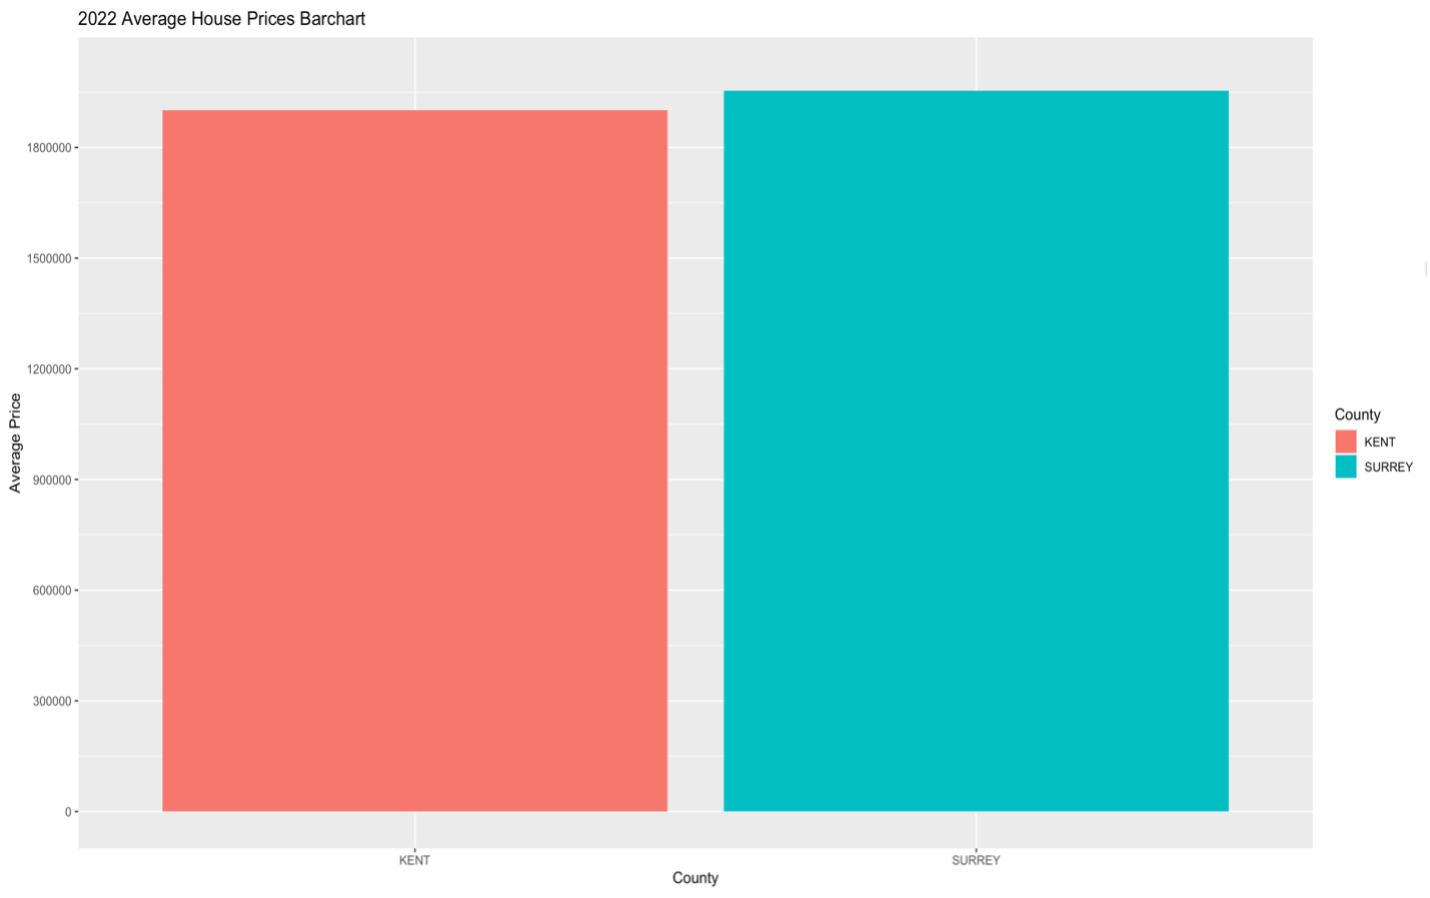 2022 Average House Prices Barchart
Average Price
1800000
1500000
1200000
900000
600000
300000
0
KENT
SURREY
County
County
KENT
SURREY